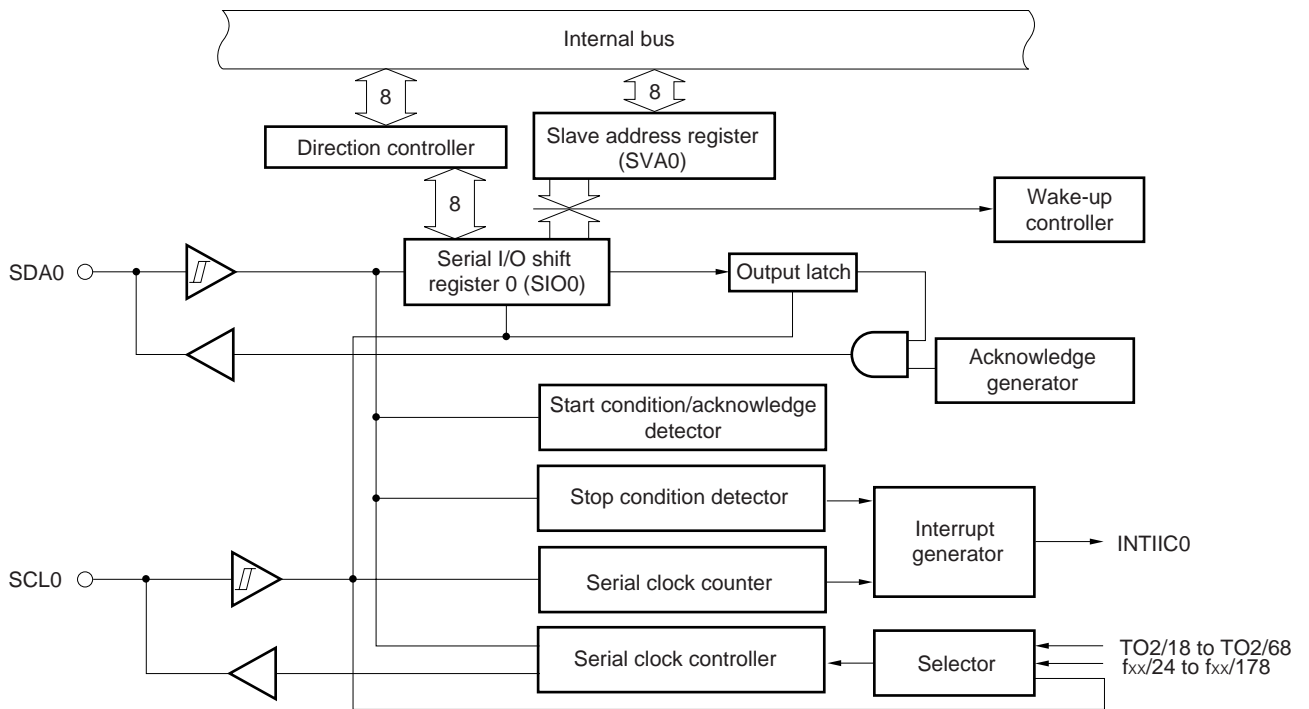 Internal bus
8
8
Direction controller
Slave address register
(SVA0)
8
Wake-up
controller
SDA0
Serial I/O shift
register 0 (SIO0)
Output latch
Acknowledge
generator
Start condition/acknowledge
detector
Stop condition detector
Interrupt
generator
INTIIC0
SCL0
Serial clock counter
Serial clock controller
Selector
TO2/18 to TO2/68
fxx/24 to fxx/178